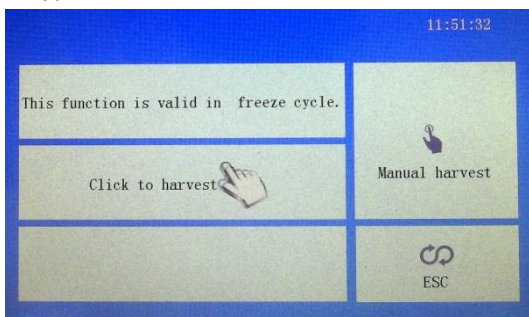 11:51:32
This function is valid in freeze cycle.
Click to harvest
Manual harvest
ESC